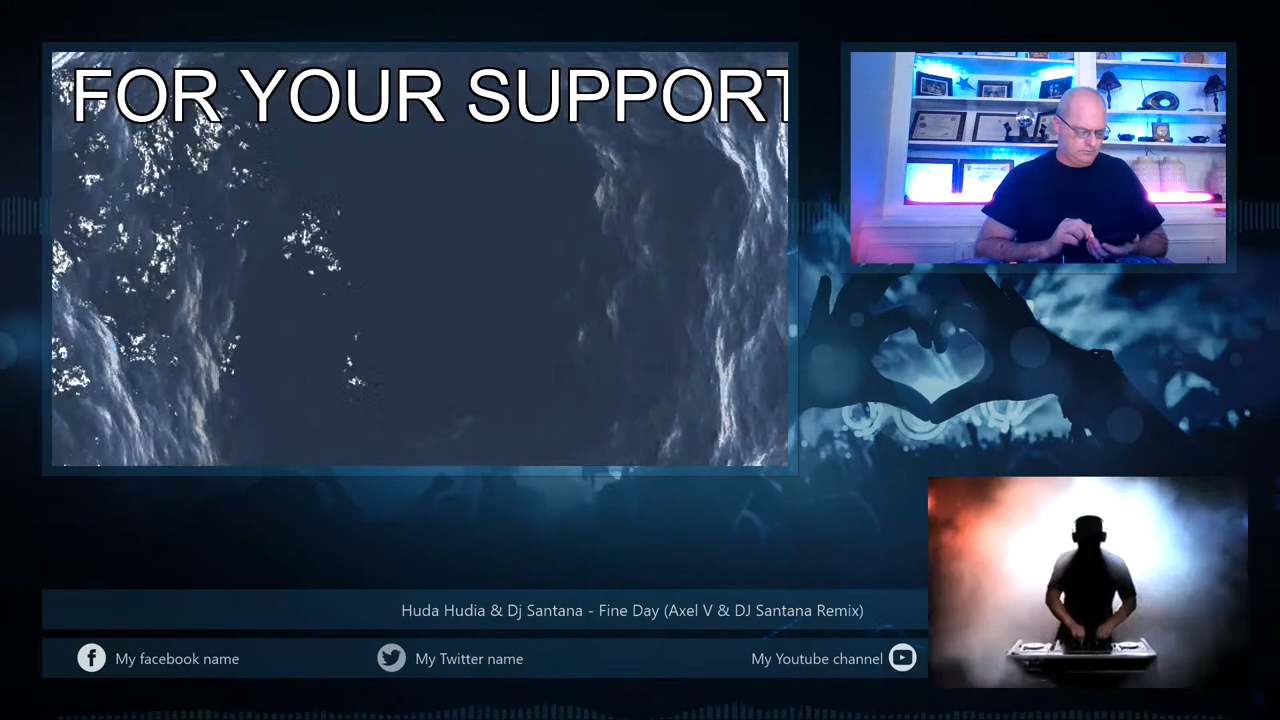 FOR YOUR SUPPORT
Huda Hudia & Dj Santana - Fine Day (Axel V & DJ Santana Remix)
My facebook name
My Twitter name
My Youtube channel